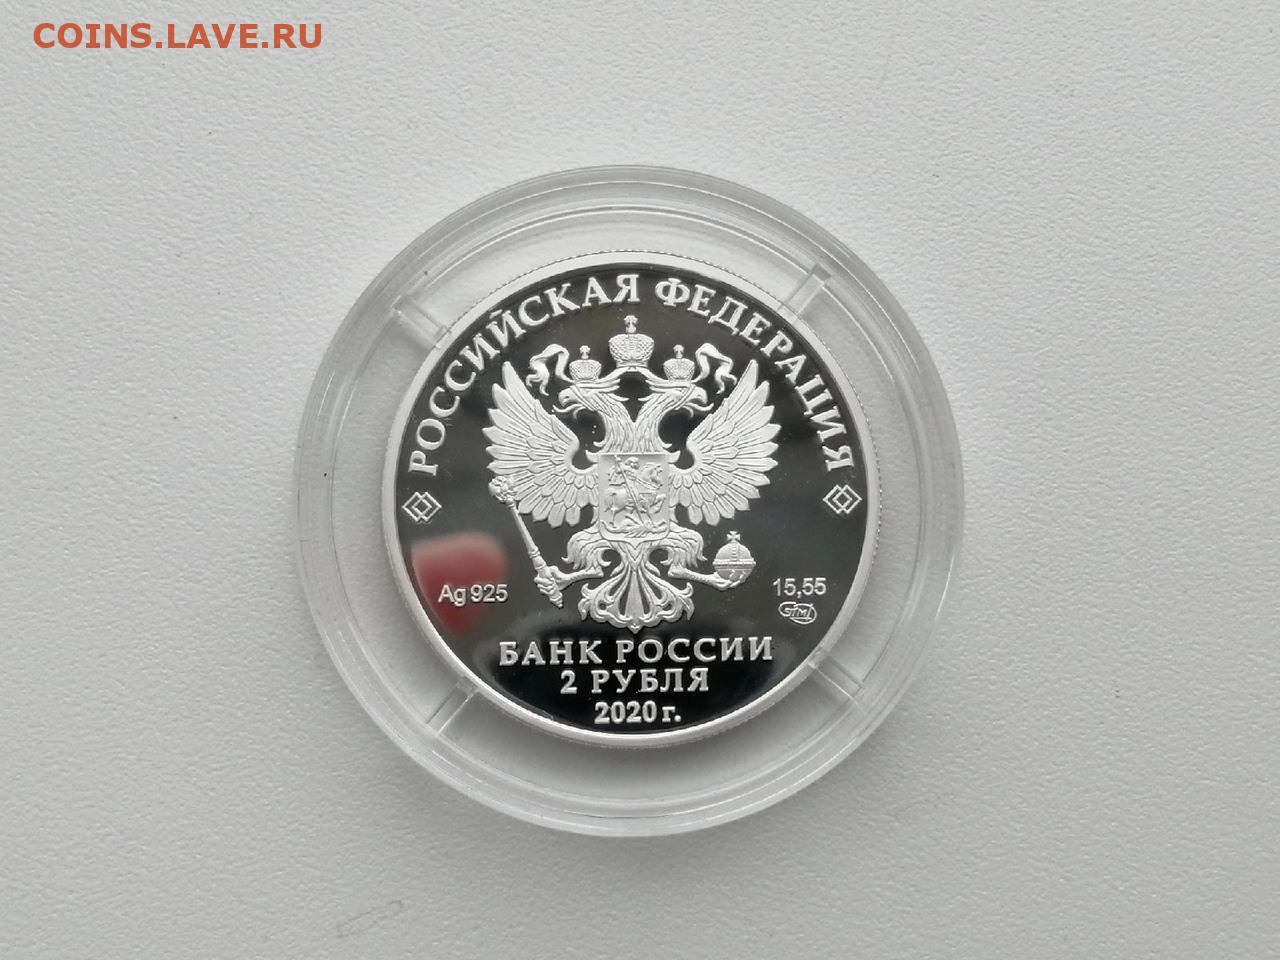 COINS.LAVE.RU
РОССИЙСКАЯ ФЕДЕРАЦИЯ
Ag 925
15,55
БАНК РОССИИ
2 РУБЛЯ
2020 г.